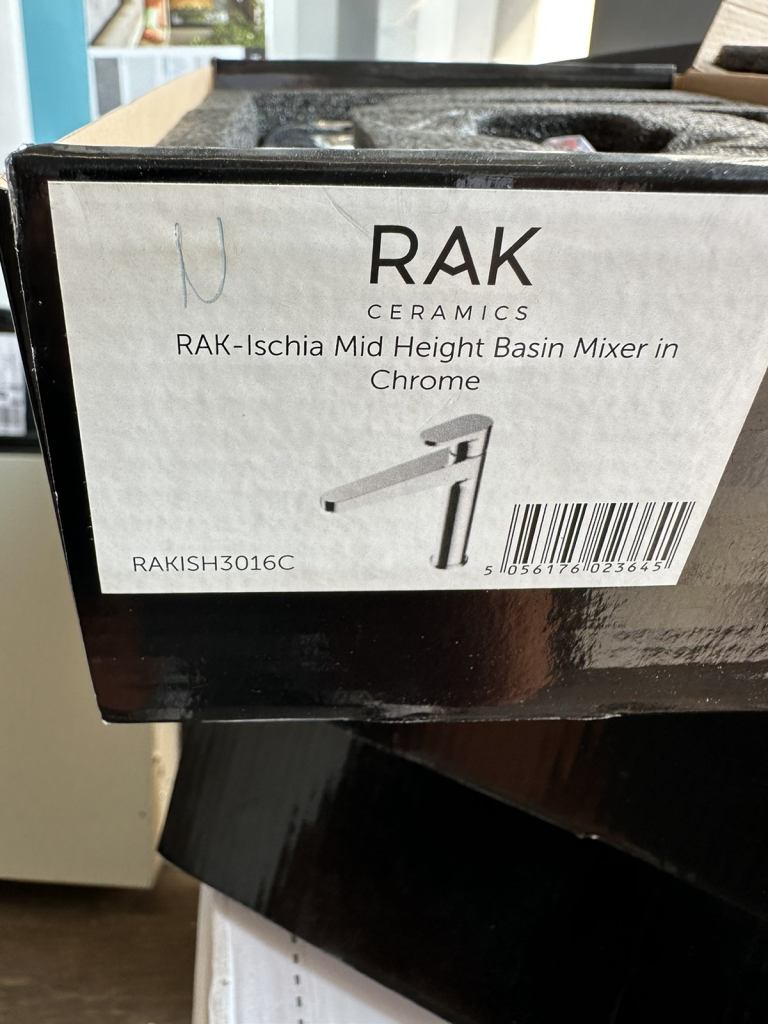 N
RAK
CERAMICS
RAK-Ischia Mid Height Basin Mixer in
Chrome
RAKISH3016C
5 056176 023645